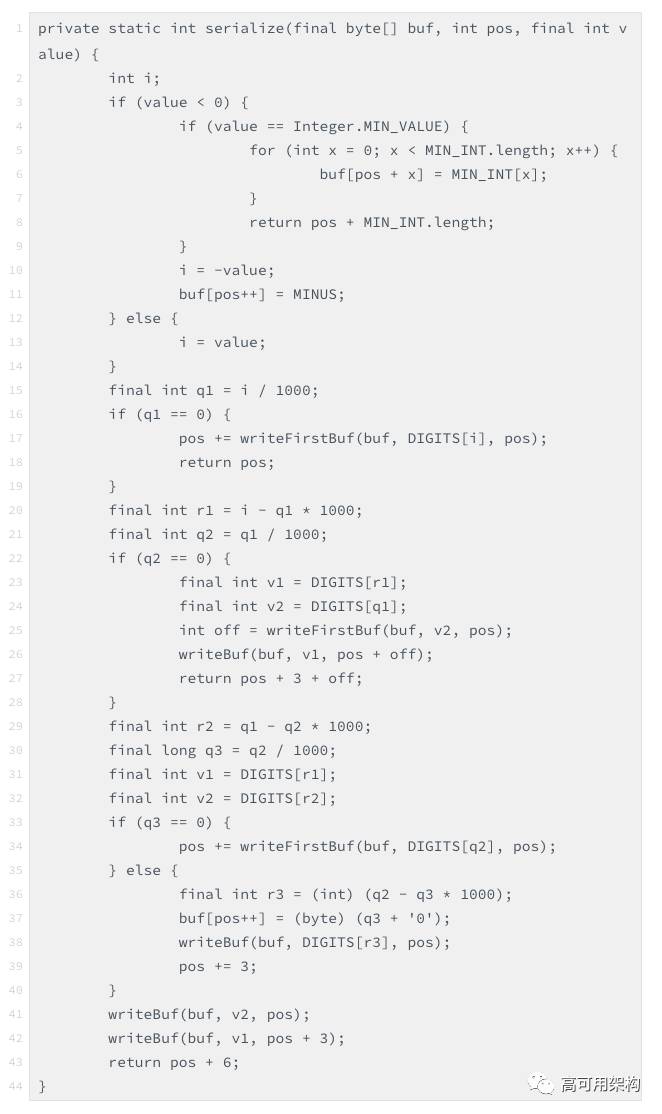 1 private static int serialize(final byte[] buf, int pos, final int v
alue) {
2 int i;
3 if (value < 0) {
4 if (value == Integer.MIN_VALUE) {
5 for (int x = 0; x < MIN_INT.length; x++) {
6 buf[pos + x] = MIN_INT[x];
7 }
8 return pos + MIN_INT.length;
9 }
10 i = -value;
11 buf[pos++] = MINUS;
12 } else {
13 i = value;
14 }
15 final int q1 = i / 1000;
16 if (q1 == 0) {
17 pos += writeFirstBuf(buf, DIGITS[i], pos);
18 return pos;
19 }
20 final int r1 = i - q1 * 1000;
21 final int q2 = q1 / 1000;
22 if (q2 == 0) {
23 final int v1 = DIGITS[r1];
24 final int v2 = DIGITS[q1];
25 int off = writeFirstBuf(buf, v2, pos);
26 writeBuf(buf, v1, pos + off);
27 return pos + 3 + off;
28 }
29 final int r2 = q1 - q2 * 1000;
30 final long q3 = q2 / 1000;
31 final int v1 = DIGITS[r1];
32 final int v2 = DIGITS[r2];
33 if (q3 == 0) {
34 pos += writeFirstBuf(buf, DIGITS[q2], pos);
35 } else {
36 final int r3 = (int) (q2 - q3 * 1000);
37 buf[pos++] = (byte) (q3 + '0');
38 writeBuf(buf, DIGITS[r3], pos);
39 pos += 3;
40 }
41 writeBuf(buf, v2, pos);
42 writeBuf(buf, v1, pos + 3);
43 return pos + 6;
44 }
高可用架构